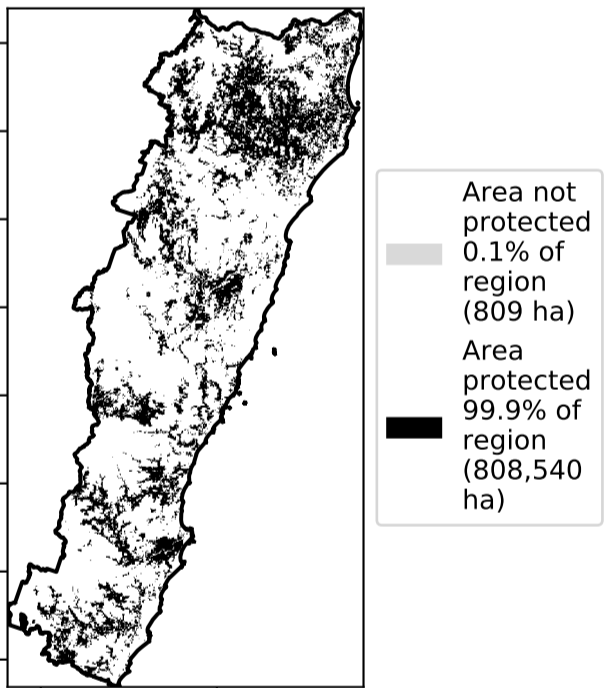 Area not
protected
0.1% of
region
(809 ha)
Area
protected
99.9% of
region
(808,540
ha)